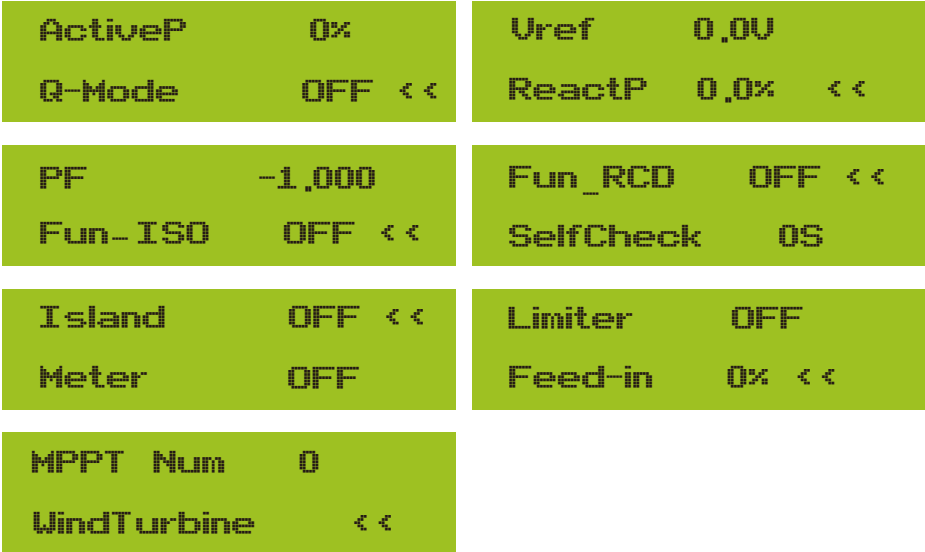 ActiveP 0%
Q-Mode OFF <<
Vref 0.0V
ReactP 0.0% <<
PF -1.000
Fun-ISO OFF <<
Fun_RCD OFF <<
SelfCheck 0S
Island OFF <<
Meter OFF
Limiter OFF
Feed-in 0% <<
MPPT Num 0
WindTurbine <<